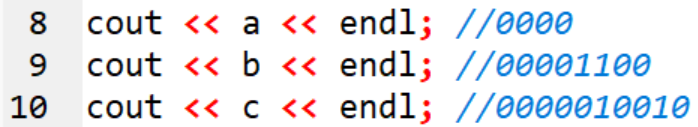 8 cout << a << endl; //0000
9 cout << b << endl; //00001100
10 cout << c << endl; //0000010010